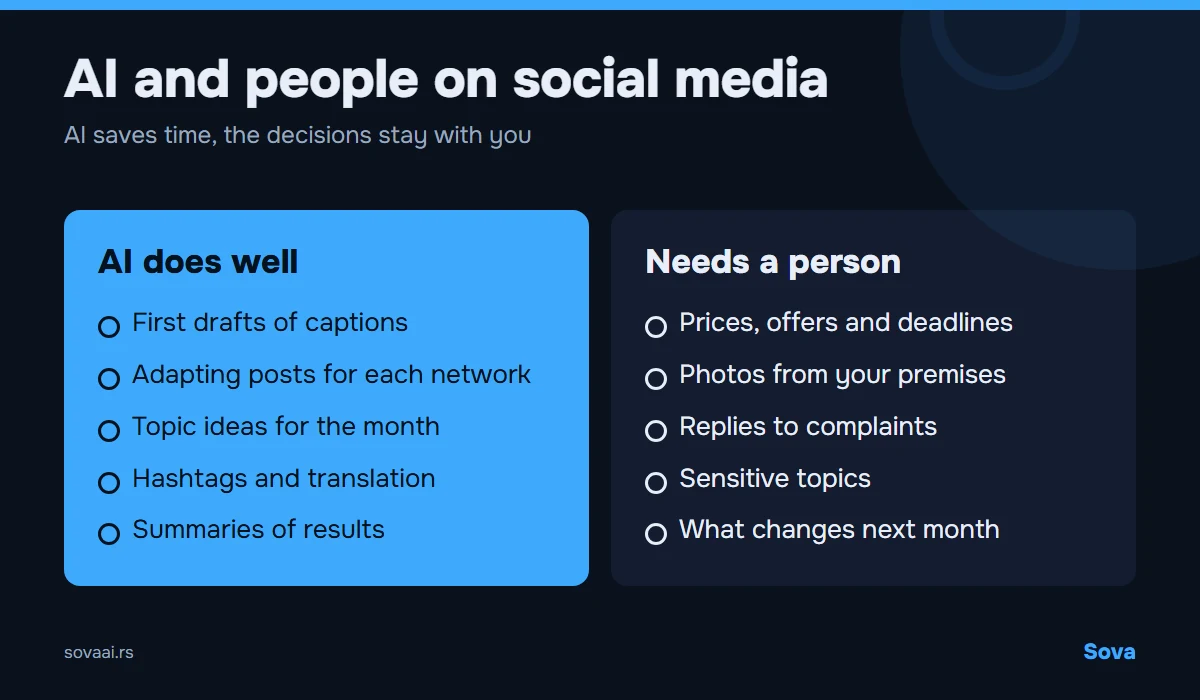 AI and people on social media
AI saves time, the decisions stay with you
AI does well
First drafts of captions
Adapting posts for each network
Topic ideas for the month
Hashtags and translation
Summaries of results
Needs a person
Prices, offers and deadlines
Photos from your premises
Replies to complaints
Sensitive topics
What changes next month
sovaai.rs
Sova